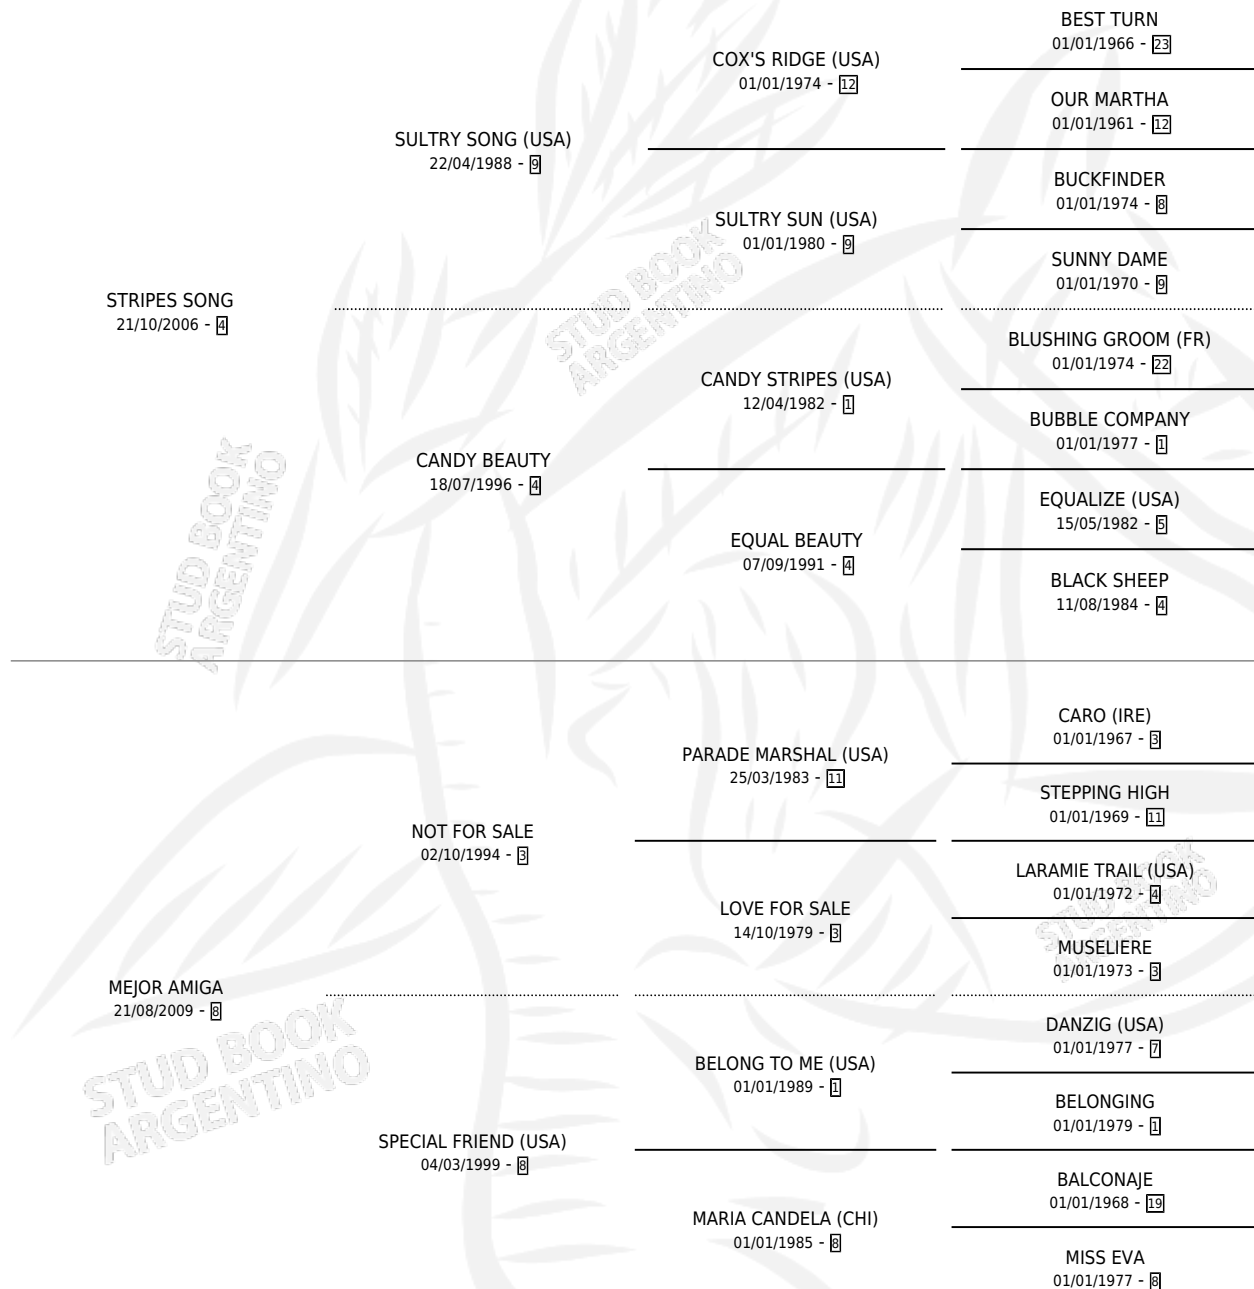 BEST TURN
01/01/1966 - 23
COX'S RIDGE (USA)
01/01/1974 - 12
OUR MARTHA
01/01/1961 - 12
SULTRY SONG (USA)
22/04/1988 - 9
BUCKFINDER
01/01/1974 - 8
SULTRY SUN (USA)
01/01/1980 - 9
SUNNY DAME
01/01/1970 - 9
STRIPES SONG
21/10/2006 - 4
STUD BOOK
ARGENTINO
BLUSHING GROOM (FR)
01/01/1974 - 22
CANDY STRIPES (USA)
12/04/1982 - 1
BUBBLE COMPANY
01/01/1977 - 1
CANDY BEAUTY
18/07/1996 - 4
EQUALIZE (USA)
15/05/1982 - 5
EQUAL BEAUTY
07/09/1991 - 4
BLACK SHEEP
11/08/1984 - 4
STUD BOOK
ARGENTINO
CARO (IRE)
01/01/1967 - 3
PARADE MARSHAL (USA)
25/03/1983 - 11
STEPPING HIGH
01/01/1969 - 11
NOT FOR SALE
02/10/1994 - 3
LARAMIE TRAIL (USA)
01/01/1972 - 4
LOVE FOR SALE
14/10/1979 - 3
MUSELIERE
01/01/1973 - 3
STUD BOOK
ARGENTINO
MEJOR AMIGA
21/08/2009 - 8
DANZIG (USA)
01/01/1977 - 7
BELONG TO ME (USA)
01/01/1989 - 1
BELONGING
01/01/1979 - 1
STUD BOOK
ARGENTINO
SPECIAL FRIEND (USA)
04/03/1999 - 8
BALCONAJE
01/01/1968 - 19
MARIA CANDELA (CHI)
01/01/1985 - 8
MISS EVA
01/01/1977 - 8